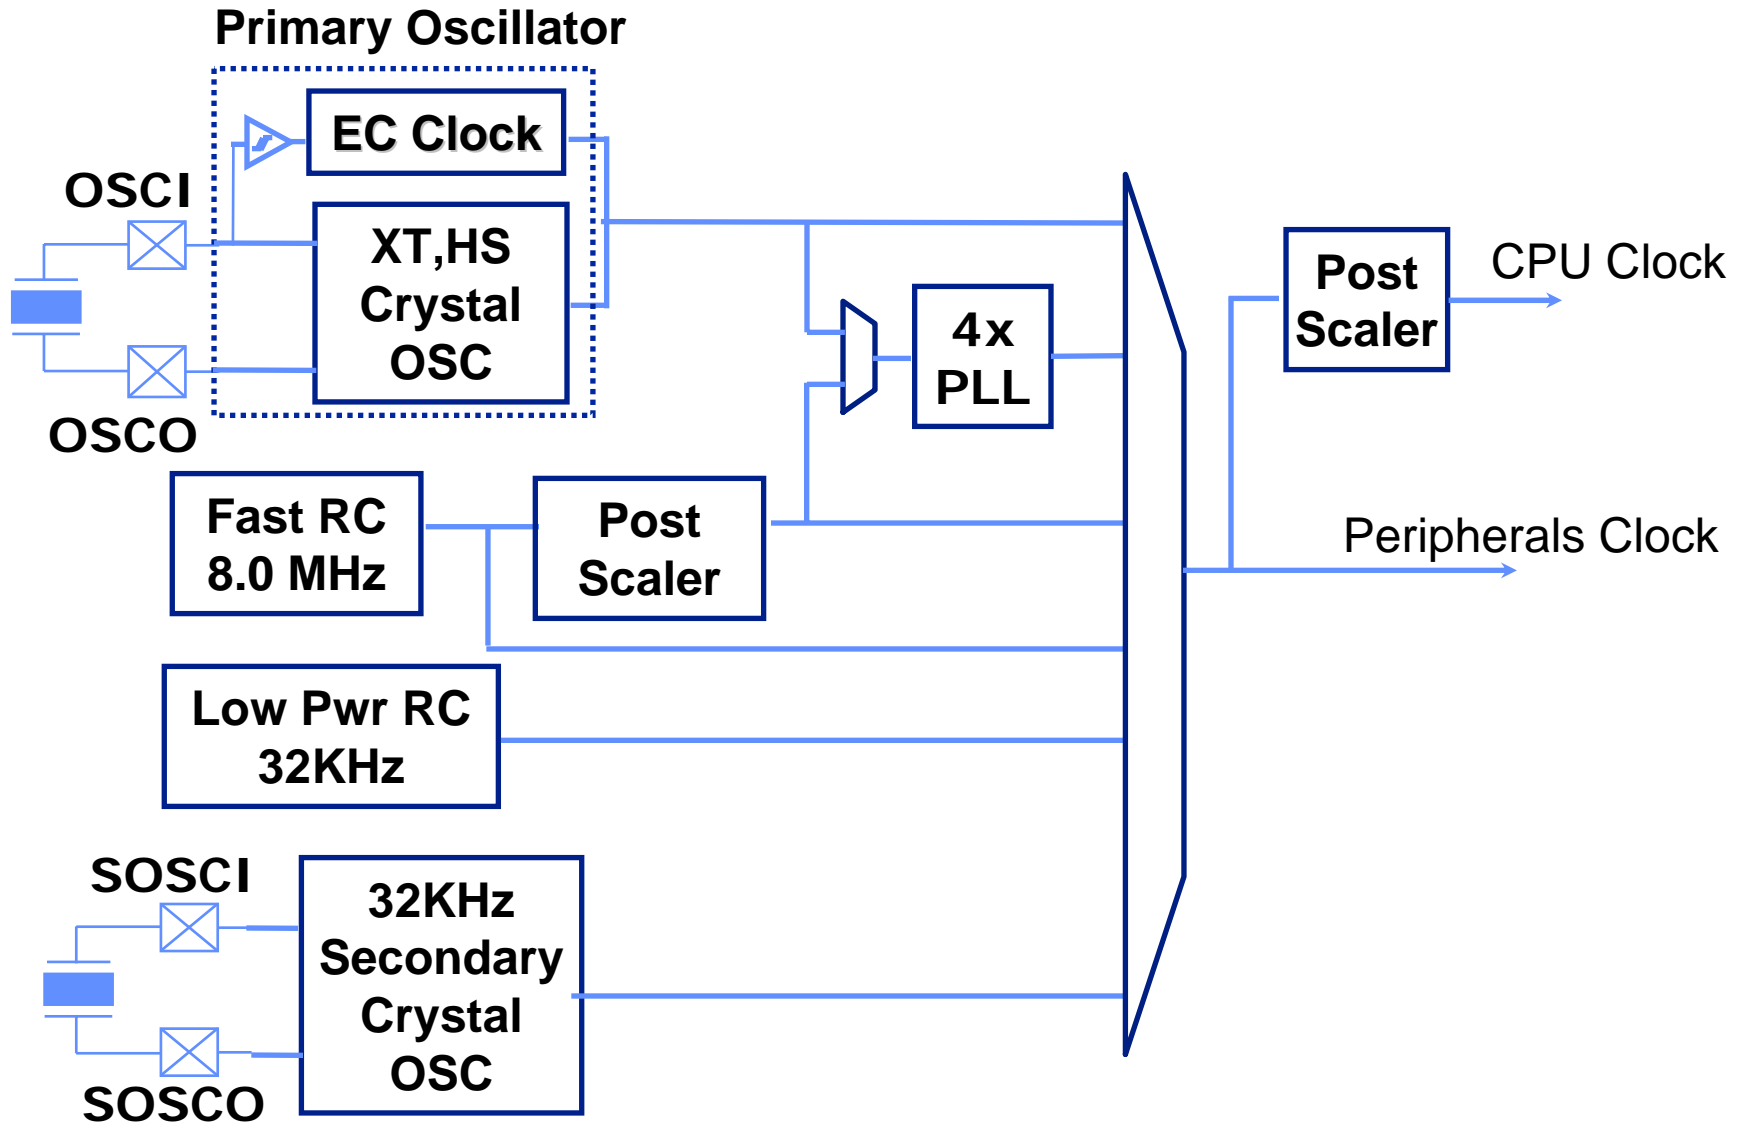 Primary Oscillator
EC Clock
OSCI
XT,HS
Crystal
OSC
OSCO
4x
PLL
Post
Scaler
CPU Clock
Fast RC
8.0 MHz
Post
Scaler
Peripherals Clock
Low Pwr RC
32KHz
SOSCI
32KHz
Secondary
Crystal
OSC
SOSCO